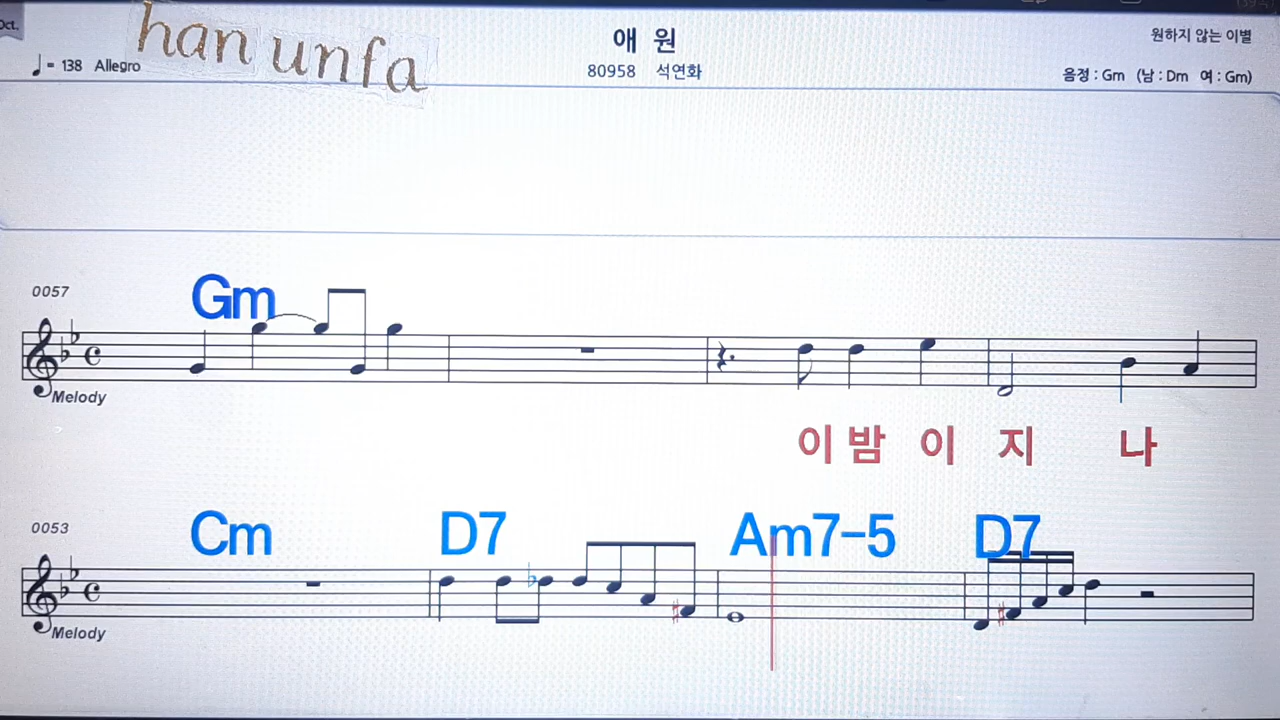 Oct.
han unfa
애 원
원하지 않는 이별
♩= 138 Allegro
80958 석연화
음정 : Gm (남 : Dm 여 : Gm)
0057
Gm
Melody
이 밤 이 지 나
0053
Cm D7 Am7-5 D7
Melody